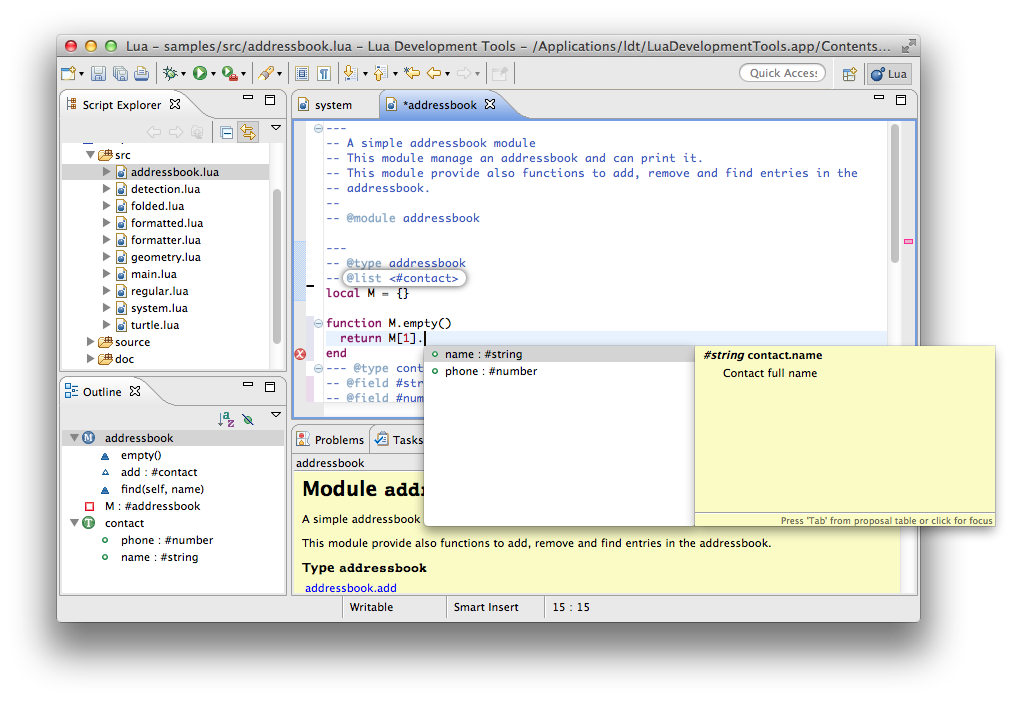 Lua – samples/src/addressbook.lua – Lua Development Tools – /Applications/ldt/LuaDevelopmentTools.app/Contents...
Quick Access
Lua
Script Explorer
src
addressbook.lua
detection.lua
folded.lua
formatted.lua
formatter.lua
geometry.lua
main.lua
regular.lua
system.lua
turtle.lua
source
doc
Outline
addressbook
empty()
add : #contact
find(self, name)
M : #addressbook
contact
phone : #number
name : #string
system
*addressbook
---
-- A simple addressbook module
-- This module manage an addressbook and can print it.
-- This module provide also functions to add, remove and find entries in the
-- addressbook.
--
-- @module addressbook
---
-- @type addressbook
-- @list <#contact>
local M = {}
function M.empty()
return M[1].
end
--- @type cont
-- @field #str
-- @field #num
name : #string
phone : #number
#string contact.name
Contact full name
Press 'Tab' from proposal table or click for focus
Problems
Tasks
addressbook
Module add
A simple addressbook
This module provide also functions to add, remove and find entries in the addressbook.
Type addressbook
addressbook.add
Writable
Smart Insert
15 : 15